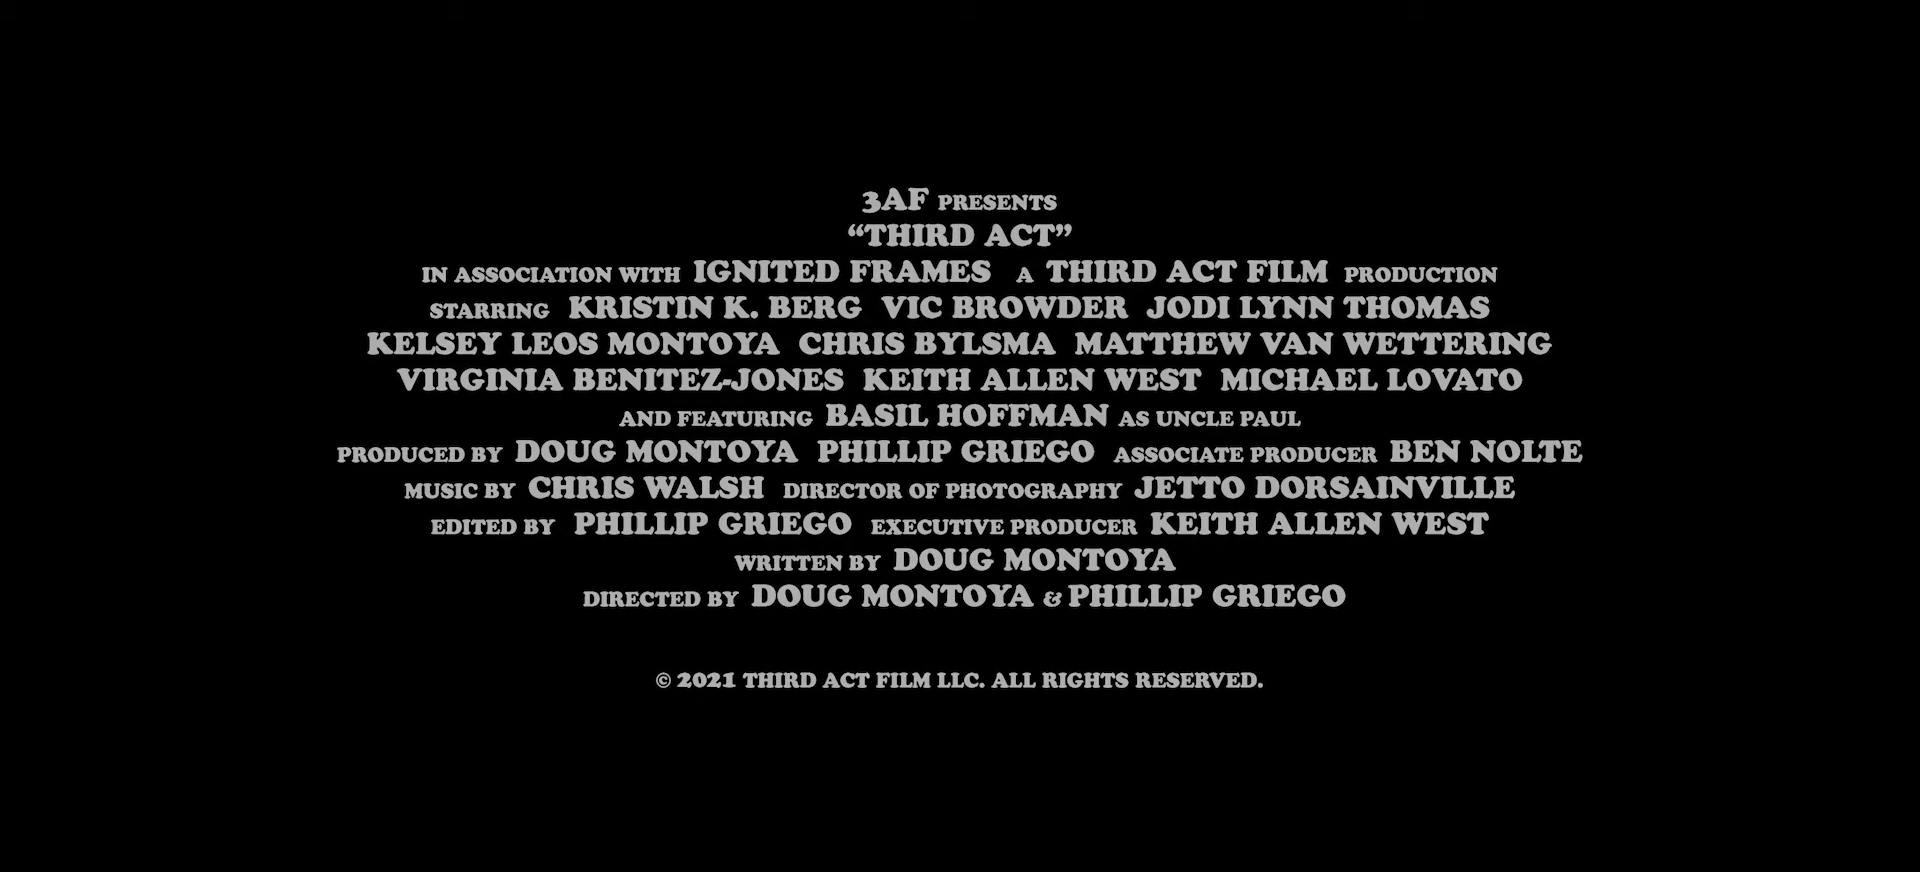 3AF PRESENTS
“THIRD ACT”
IN ASSOCIATION WITH IGNITED FRAMES A THIRD ACT FILM PRODUCTION
STARRING KRISTIN K. BERG VIC BROWDER JODI LYNN THOMAS
KELSEY LEOS MONTOYA CHRIS BYLSMA MATTHEW VAN WETTERING
VIRGINIA BENITEZ-JONES KEITH ALLEN WEST MICHAEL LOVATO
AND FEATURING BASIL HOFFMAN AS UNCLE PAUL
PRODUCED BY DOUG MONTOYA PHILLIP GRIEGO ASSOCIATE PRODUCER BEN NOLTE
MUSIC BY CHRIS WALSH DIRECTOR OF PHOTOGRAPHY JETTO DORSAINVILLE
EDITED BY PHILLIP GRIEGO EXECUTIVE PRODUCER KEITH ALLEN WEST
WRITTEN BY DOUG MONTOYA
DIRECTED BY DOUG MONTOYA & PHILLIP GRIEGO
© 2021 THIRD ACT FILM LLC. ALL RIGHTS RESERVED.